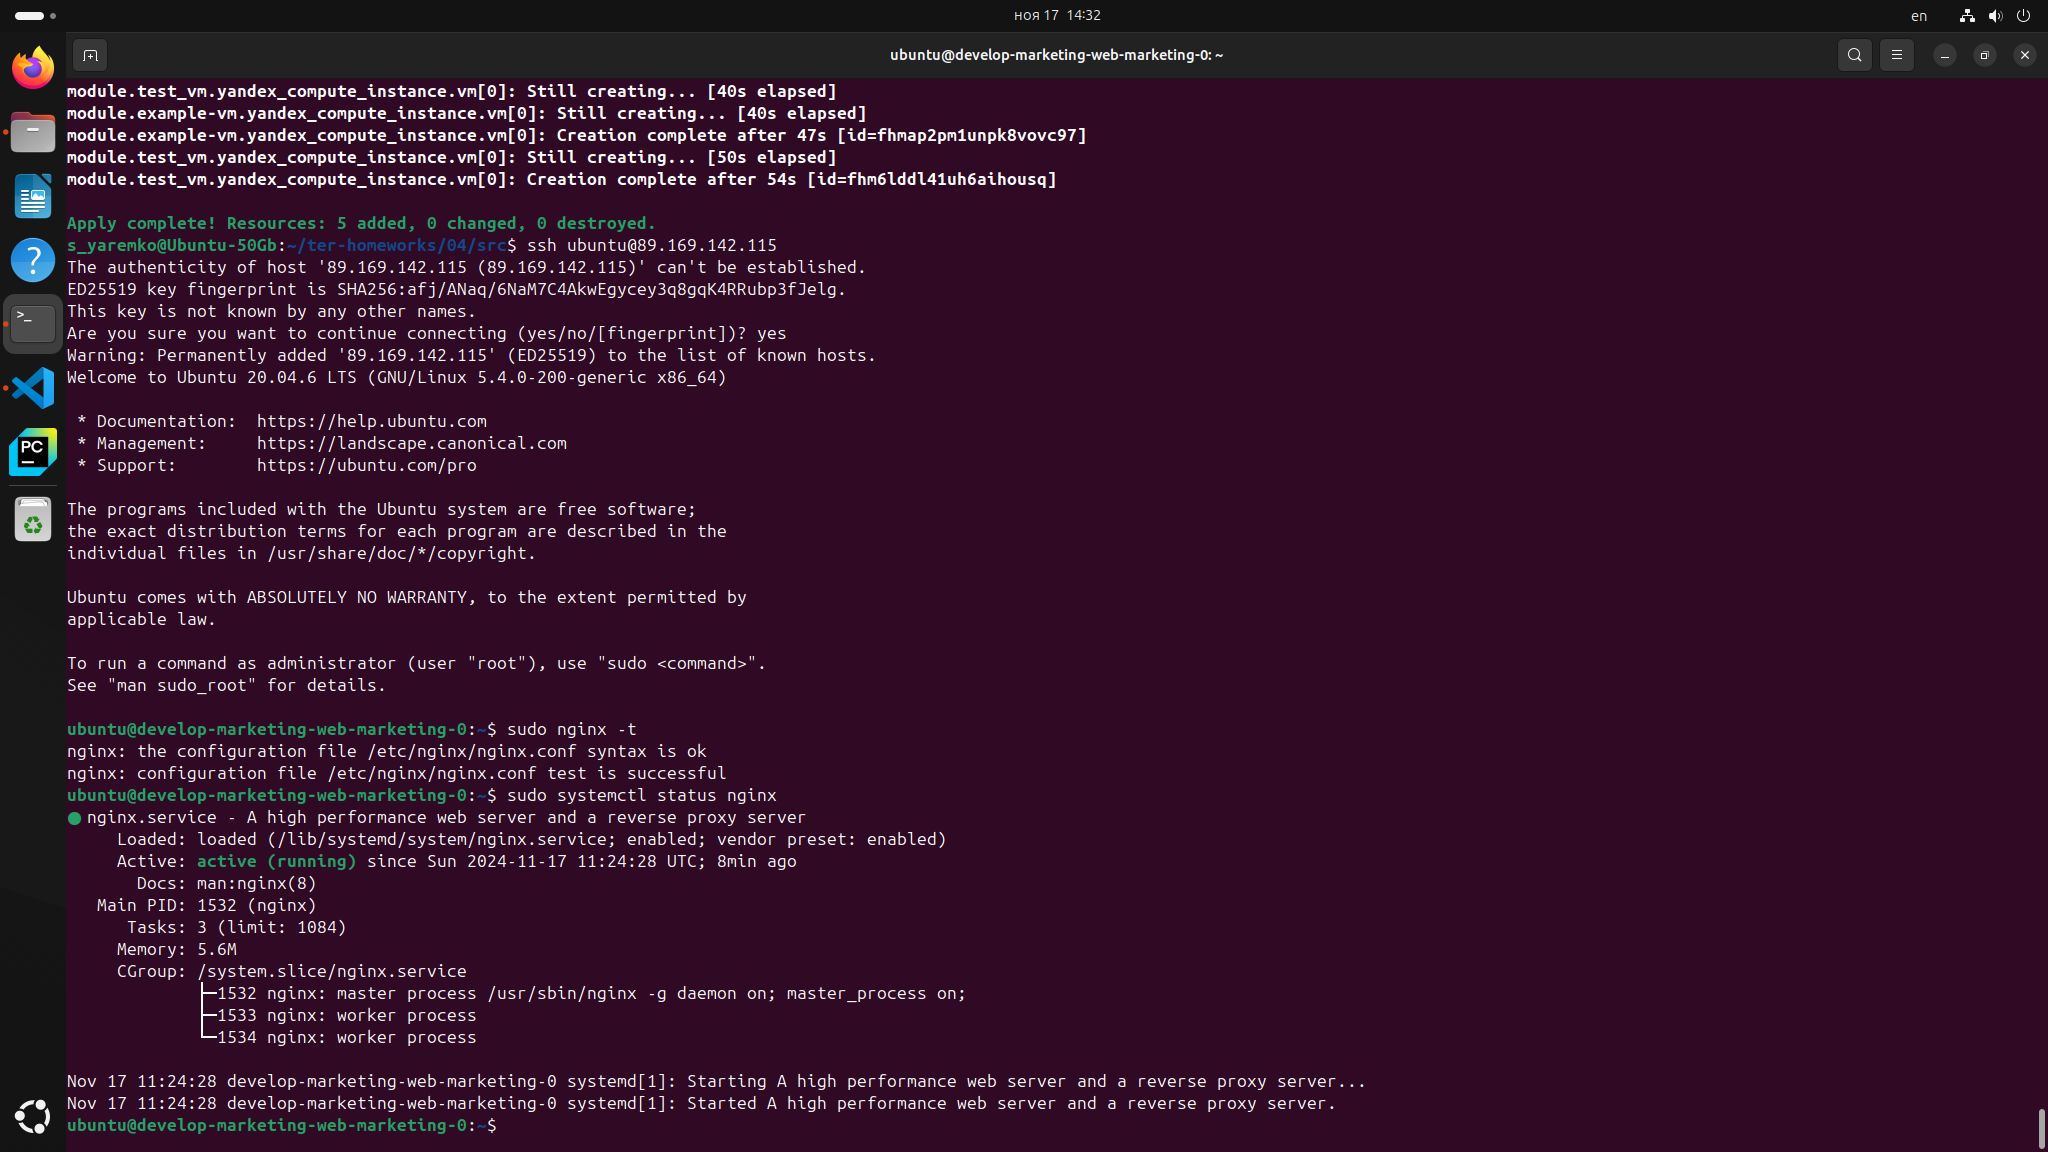 ноя 17 14:32
en
ubuntu@develop-marketing-web-marketing-0: ~
module.test_vm.yandex_compute_instance.vm[0]: Still creating... [40s elapsed]
module.example-vm.yandex_compute_instance.vm[0]: Still creating... [40s elapsed]
module.example-vm.yandex_compute_instance.vm[0]: Creation complete after 47s [id=fhmap2pm1unpk8vovc97]
module.test_vm.yandex_compute_instance.vm[0]: Still creating... [50s elapsed]
module.test_vm.yandex_compute_instance.vm[0]: Creation complete after 54s [id=fhm6lddl41uh6aihousq]
Apply complete! Resources: 5 added, 0 changed, 0 destroyed.
s_yaremko@Ubuntu-50Gb:~/ter-homeworks/04/src$ ssh ubuntu@89.169.142.115
The authenticity of host '89.169.142.115 (89.169.142.115)' can't be established.
ED25519 key fingerprint is SHA256:afj/ANaq/6NaM7C4AkwEgycey3q8gqK4RRubp3fJelg.
This key is not known by any other names.
Are you sure you want to continue connecting (yes/no/[fingerprint])? yes
Warning: Permanently added '89.169.142.115' (ED25519) to the list of known hosts.
Welcome to Ubuntu 20.04.6 LTS (GNU/Linux 5.4.0-200-generic x86_64)
* Documentation:  https://help.ubuntu.com
* Management:     https://landscape.canonical.com
* Support:        https://ubuntu.com/pro
The programs included with the Ubuntu system are free software;
the exact distribution terms for each program are described in the
individual files in /usr/share/doc/*/copyright.
Ubuntu comes with ABSOLUTELY NO WARRANTY, to the extent permitted by
applicable law.
To run a command as administrator (user "root"), use "sudo <command>".
See "man sudo_root" for details.
ubuntu@develop-marketing-web-marketing-0:~$ sudo nginx -t
nginx: the configuration file /etc/nginx/nginx.conf syntax is ok
nginx: configuration file /etc/nginx/nginx.conf test is successful
ubuntu@develop-marketing-web-marketing-0:~$ sudo systemctl status nginx
● nginx.service - A high performance web server and a reverse proxy server
Loaded: loaded (/lib/systemd/system/nginx.service; enabled; vendor preset: enabled)
Active: active (running) since Sun 2024-11-17 11:24:28 UTC; 8min ago
Docs: man:nginx(8)
Main PID: 1532 (nginx)
Tasks: 3 (limit: 1084)
Memory: 5.6M
CGroup: /system.slice/nginx.service
├─1532 nginx: master process /usr/sbin/nginx -g daemon on; master_process on;
├─1533 nginx: worker process
└─1534 nginx: worker process
Nov 17 11:24:28 develop-marketing-web-marketing-0 systemd[1]: Starting A high performance web server and a reverse proxy server...
Nov 17 11:24:28 develop-marketing-web-marketing-0 systemd[1]: Started A high performance web server and a reverse proxy server.
ubuntu@develop-marketing-web-marketing-0:~$
PC